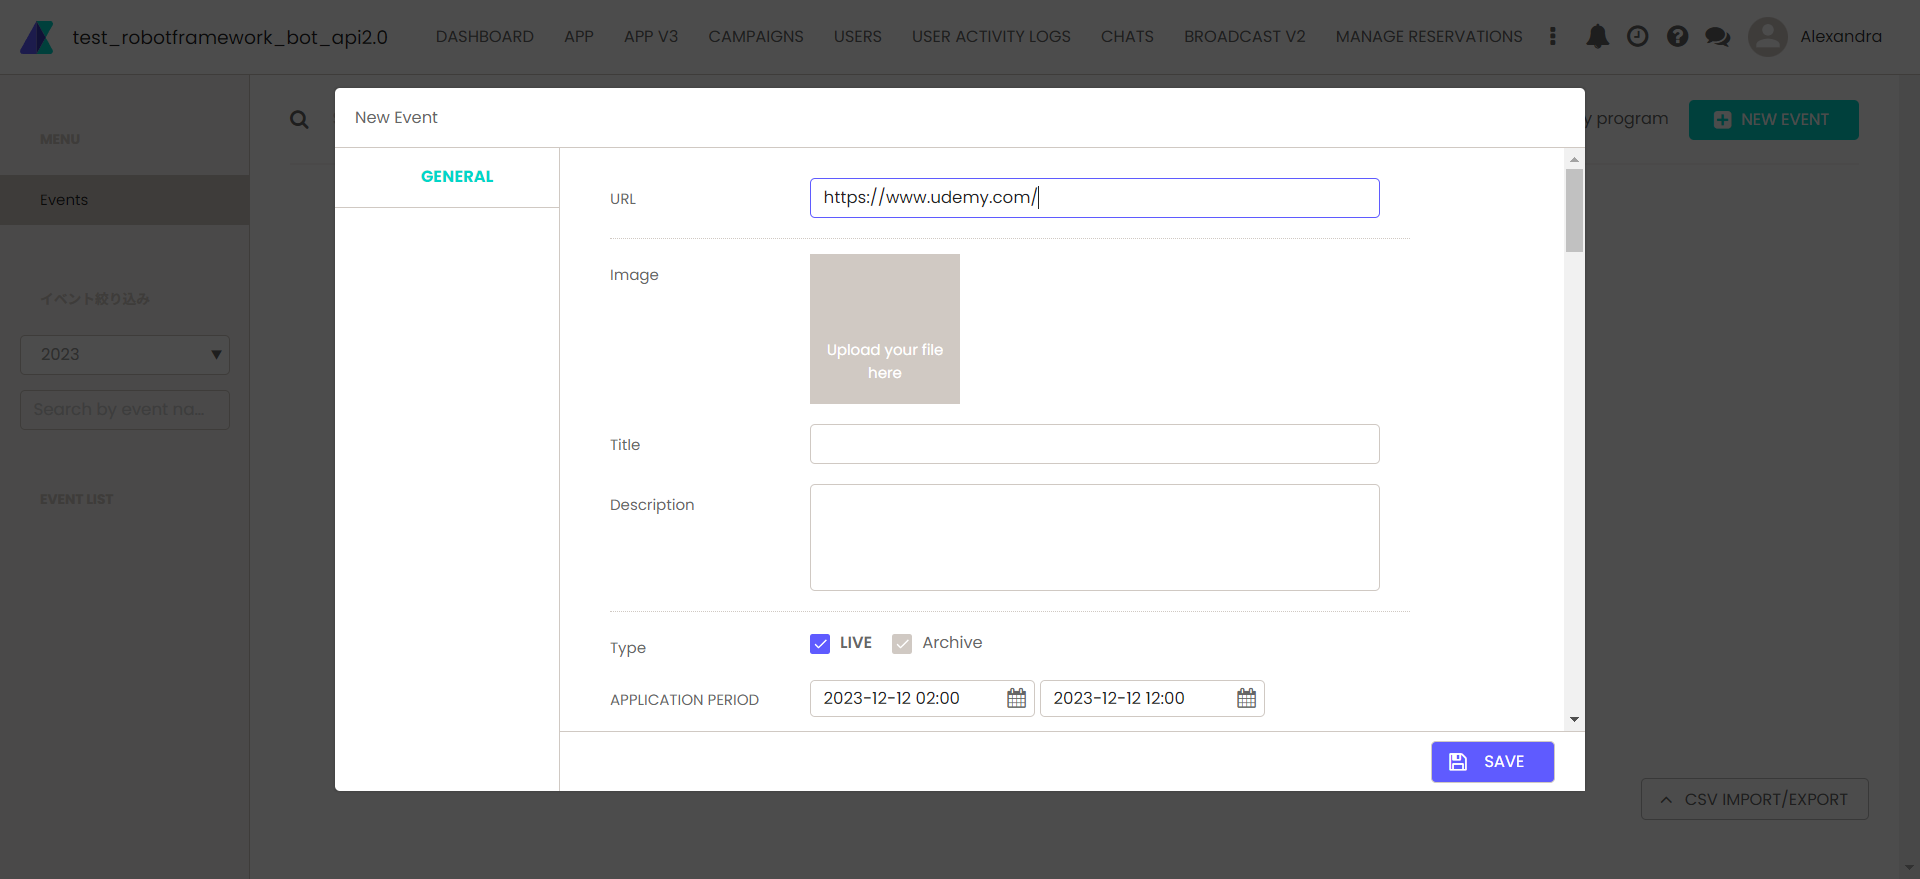 test_robotframework_bot_api2.0
DASHBOARD
APP
APP V3
CAMPAIGNS
USERS
USER ACTIVITY LOGS
CHATS
BROADCAST V2
MANAGE RESERVATIONS
Alexandra
MENU
Events
イベント絞り込み
2023
Search by event na...
EVENT LIST
y program
NEW EVENT
New Event
GENERAL
URL
https://www.udemy.com/
Image
Upload your file
here
Title
Description
Type
LIVE
Archive
APPLICATION PERIOD
2023-12-12 02:00
2023-12-12 12:00
SAVE
CSV IMPORT/EXPORT